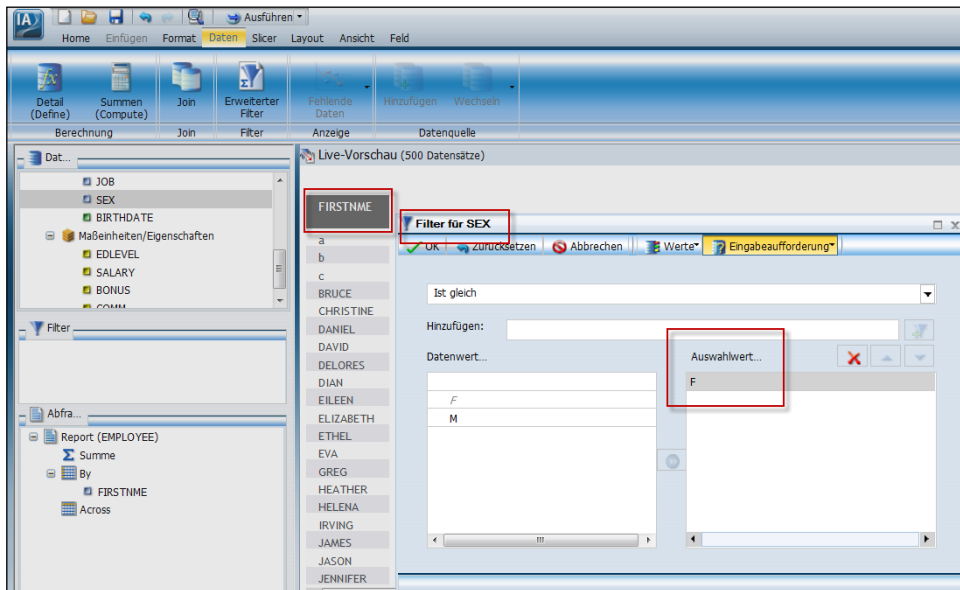 IA
Ausführen
Home Einfügen Format Daten Slicer Layout Ansicht Feld
Detail (Define)
Summen (Compute)
Join
Erweiterter Filter
Fehlende Daten
Hinzufügen
Wechseln
Berechnung Join Filter Anzeige Datenquelle
Dat...
JOB
SEX
BIRTHDATE
Maßeinheiten/Eigenschaften
EDLEVEL
SALARY
BONUS
COMM
Filter
Abfra...
Report (EMPLOYEE)
Summe
By
FIRSTNME
Across
Live-Vorschau (500 Datensätze)
FIRSTNME
a
b
c
BRUCE
CHRISTINE
DANIEL
DAVID
DELORES
DIAN
EILEEN
ELIZABETH
ETHEL
EVA
GREG
HEATHER
HELENA
IRVING
JAMES
JASON
JENNIFER
Filter für SEX
OK Zurücksetzen Abbrechen Werte Eingabeaufforderung
Ist gleich
Hinzufügen:
Datenwert...
F
M
Auswahlwert...
F